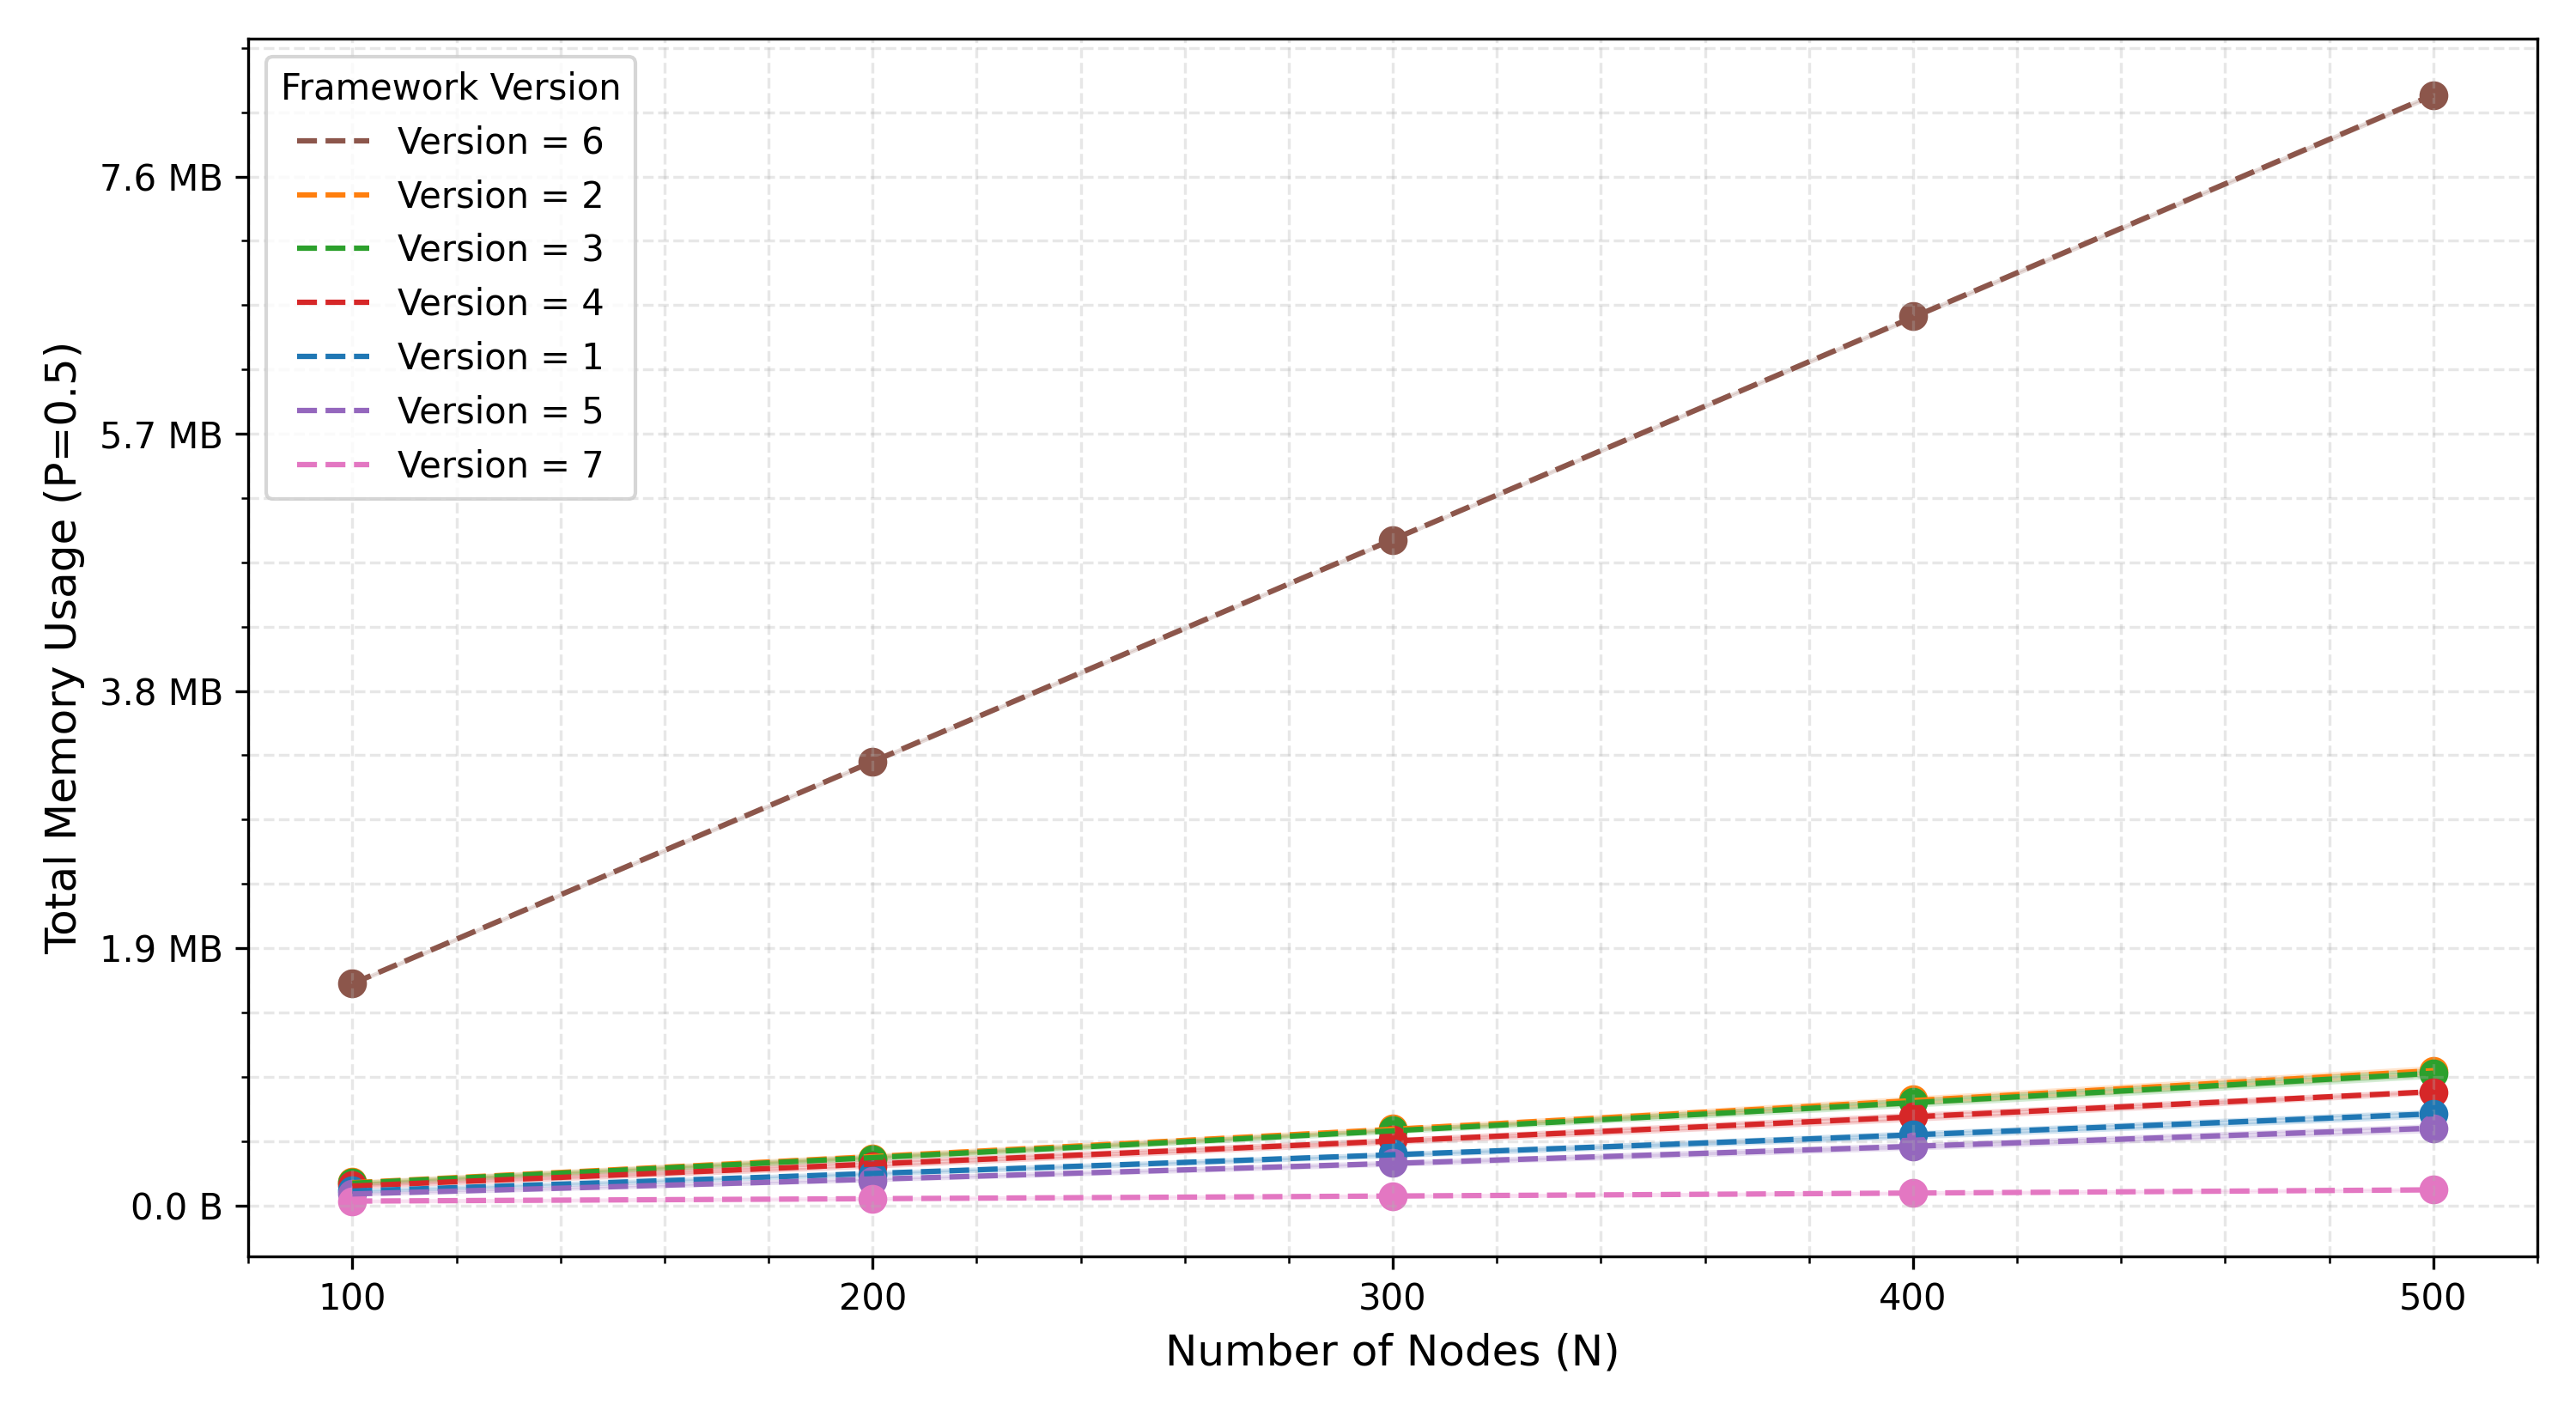 Framework Version
Version = 6
Version = 2
Version = 3
Version = 4
Version = 1
Version = 5
Version = 7
Total Memory Usage (P=0.5)
7.6 MB
5.7 MB
3.8 MB
1.9 MB
0.0 B
100 200 300 400 500
Number of Nodes (N)